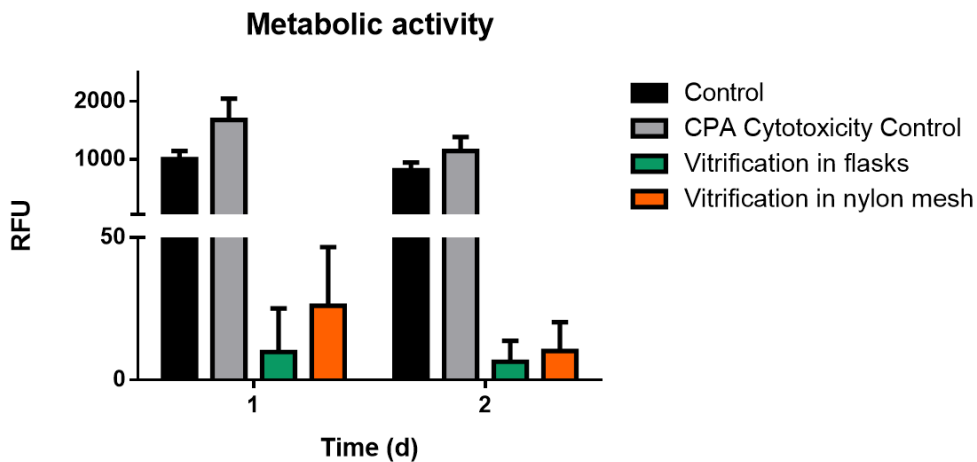 Metabolic activity
2000
1000
50
0
RFU
1
2
Time (d)
Control
CPA Cytotoxicity Control
Vitrification in flasks
Vitrification in nylon mesh